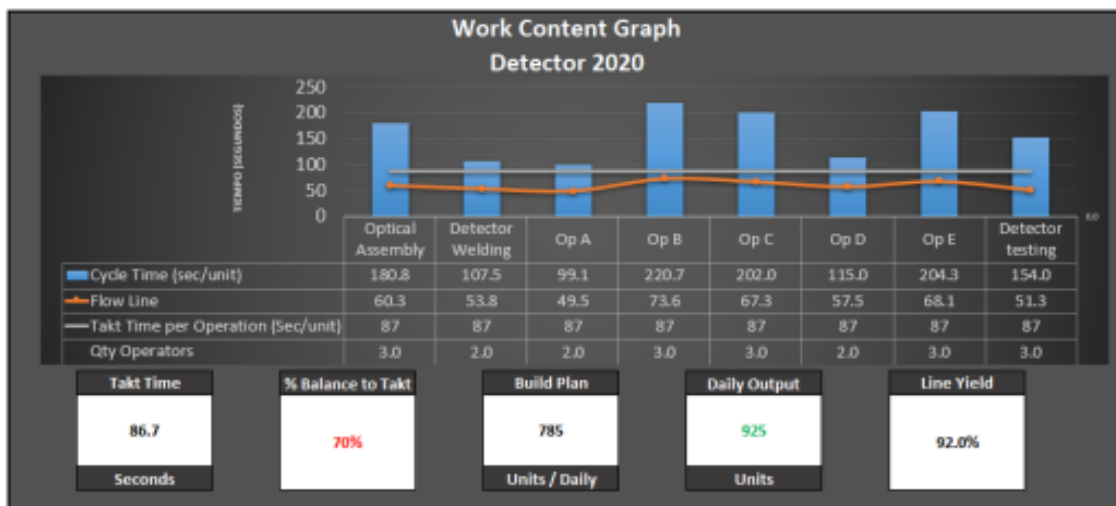 Work Content Graph
Detector 2020
TIEMPO (SEGUNDOS)
250
200
150
100
50
0
0.0
Optical Assembly Detector Welding Op A Op B Op C Op D Op E Detector testing
Cycle Time (sec/unit) 180.8 107.5 99.1 220.7 202.0 115.0 204.3 154.0
Flow Line 60.3 53.8 49.5 73.6 67.3 57.5 68.1 51.3
Takt Time per Operation (Sec/unit) 87 87 87 87 87 87 87 87
Qty Operators 3.0 2.0 2.0 3.0 3.0 2.0 3.0 3.0
Takt Time % Balance to Takt Build Plan Daily Output Line Yield
86.7 70% 785 925 92.0%
Seconds Units / Daily Units